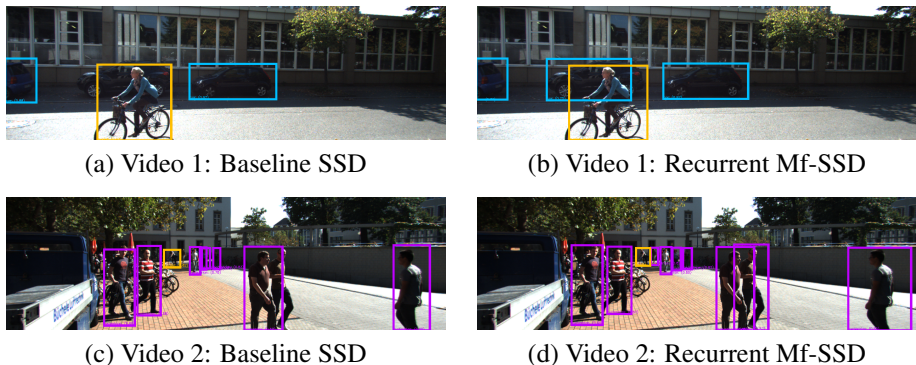 (a) Video 1: Baseline SSD
(b) Video 1: Recurrent Mf-SSD
(c) Video 2: Baseline SSD
(d) Video 2: Recurrent Mf-SSD